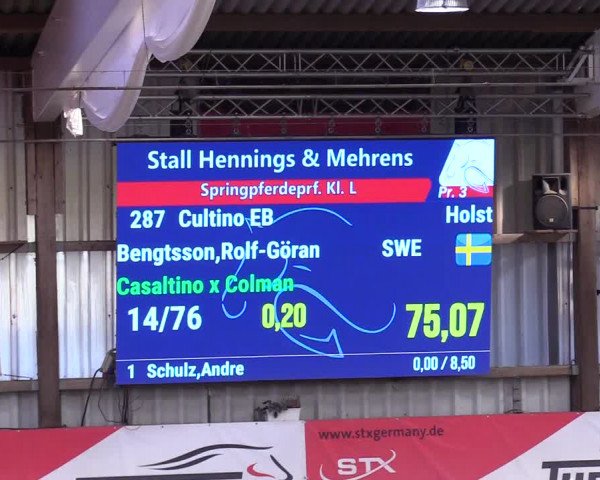 Stall Hennings & Mehrens
Springpferdeprf. Kl. L
Pr. 3
287 Cultino EB Holst
Bengtsson,Rolf-Göran SWE
Casaltino x Colman
14/76 0,20 75,07
1 Schulz,Andre 0,00 / 8,50
www.stxgermany.de
STX